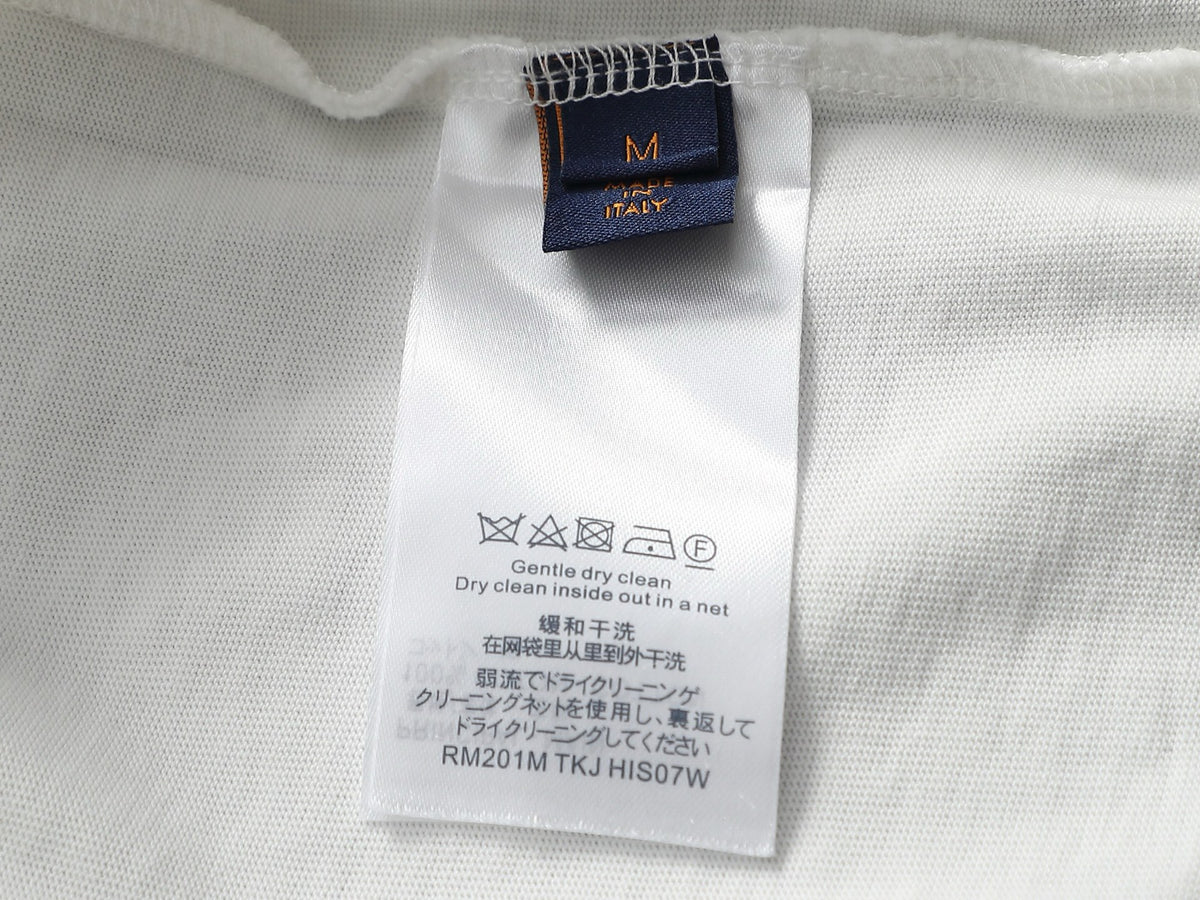 M
MADE
IN
ITALY
F
Gentle dry clean
Dry clean inside out in a net
缓和干洗
在网袋里从里到外干洗
弱流でドライクリーニンゲ
クリーニングネットを使用し、裏返して
ドライクリーニングしてください
RM201M TKJ HIS07W